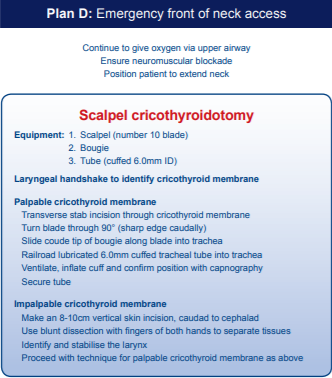 Plan D: Emergency front of neck access
Continue to give oxygen via upper airway
Ensure neuromuscular blockade
Position patient to extend neck
Scalpel cricothyroidotomy
Equipment: 1. Scalpel (number 10 blade)
2. Bougie
3. Tube (cuffed 6.0mm ID)
Laryngeal handshake to identify cricothyroid membrane
Palpable cricothyroid membrane
Transverse stab incision through cricothyroid membrane
Turn blade through 90° (sharp edge caudally)
Slide coude tip of bougie along blade into trachea
Railroad lubricated 6.0mm cuffed tracheal tube into trachea
Ventilate, inflate cuff and confirm position with capnography
Secure tube
Impalpable cricothyroid membrane
Make an 8-10cm vertical skin incision, caudad to cephalad
Use blunt dissection with fingers of both hands to separate tissues
Identify and stabilise the larynx
Proceed with technique for palpable cricothyroid membrane as above